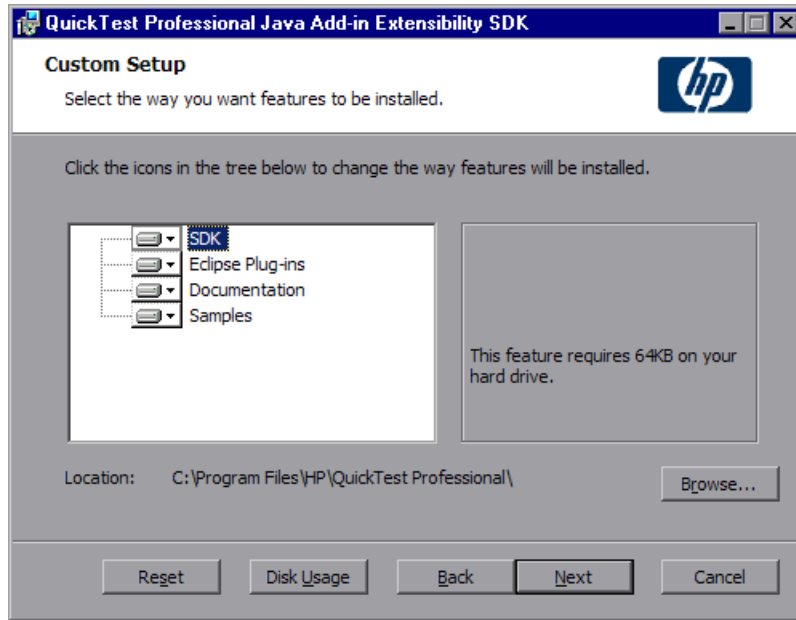 QuickTest Professional Java Add-in Extensibility SDK
Custom Setup
Select the way you want features to be installed.
hp
Click the icons in the tree below to change the way features will be installed.
SDK
Eclipse Plug-ins
Documentation
Samples
This feature requires 64KB on your
hard drive.
Location: C:\Program Files\HP\QuickTest Professional\
Browse...
Reset Disk Usage Back Next Cancel